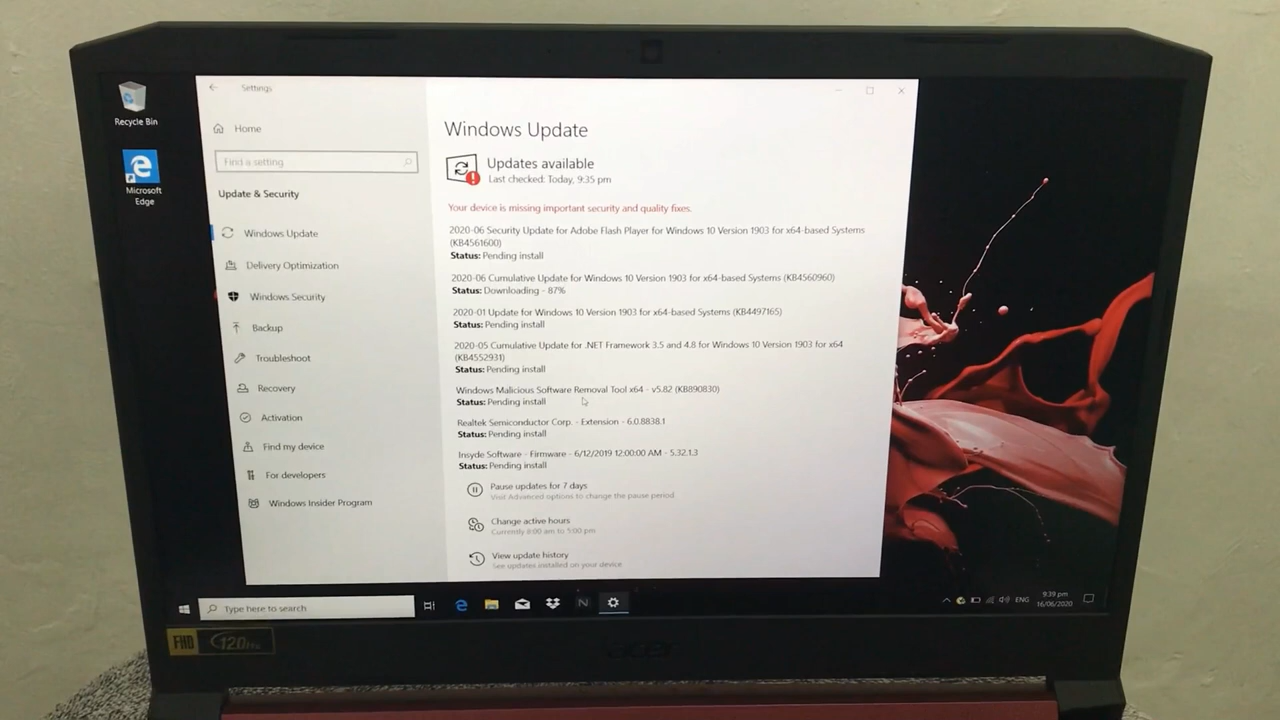 Recycle Bin
Microsoft
Edge
Settings
Home
Find a setting
Update & Security
Windows Update
Delivery Optimization
Windows Security
Backup
Troubleshoot
Recovery
Activation
Find my device
For developers
Windows Insider Program
Windows Update
Updates available
Last checked: Today, 9:35 pm
Your device is missing important security and quality fixes.
2020-06 Security Update for Adobe Flash Player for Windows 10 Version 1903 for x64-based Systems
(KB4561600)
Status: Pending install
2020-06 Cumulative Update for Windows 10 Version 1903 for x64-based Systems (KB4560960)
Status: Downloading - 87%
2020-01 Update for Windows 10 Version 1903 for x64-based Systems (KB4497165)
Status: Pending install
2020-05 Cumulative Update for .NET Framework 3.5 and 4.8 for Windows 10 Version 1903 for x64
(KB4552931)
Status: Pending install
Windows Malicious Software Removal Tool x64 - v5.82 (KB890830)
Status: Pending install
Realtek Semiconductor Corp. - Extension - 6.0.8838.1
Status: Pending install
Insyde Software - Firmware - 6/12/2019 12:00:00 AM - 5.32.1.3
Status: Pending install
Pause updates for 7 days
Visit Advanced options to change the pause period
Change active hours
Currently 8:00 am to 5:00 pm
View update history
See updates installed on your device
Type here to search
ENG
9:39 pm
16/06/2020
FHD 120Hz
acer